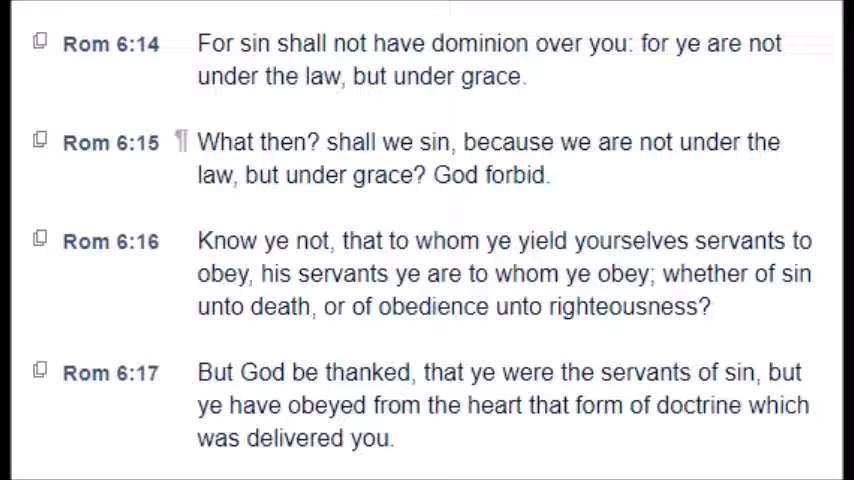 Rom 6:14 For sin shall not have dominion over you: for ye are not
under the law, but under grace.
Rom 6:15 ¶ What then? shall we sin, because we are not under the
law, but under grace? God forbid.
Rom 6:16 Know ye not, that to whom ye yield yourselves servants to
obey, his servants ye are to whom ye obey; whether of sin
unto death, or of obedience unto righteousness?
Rom 6:17 But God be thanked, that ye were the servants of sin, but
ye have obeyed from the heart that form of doctrine which
was delivered you.